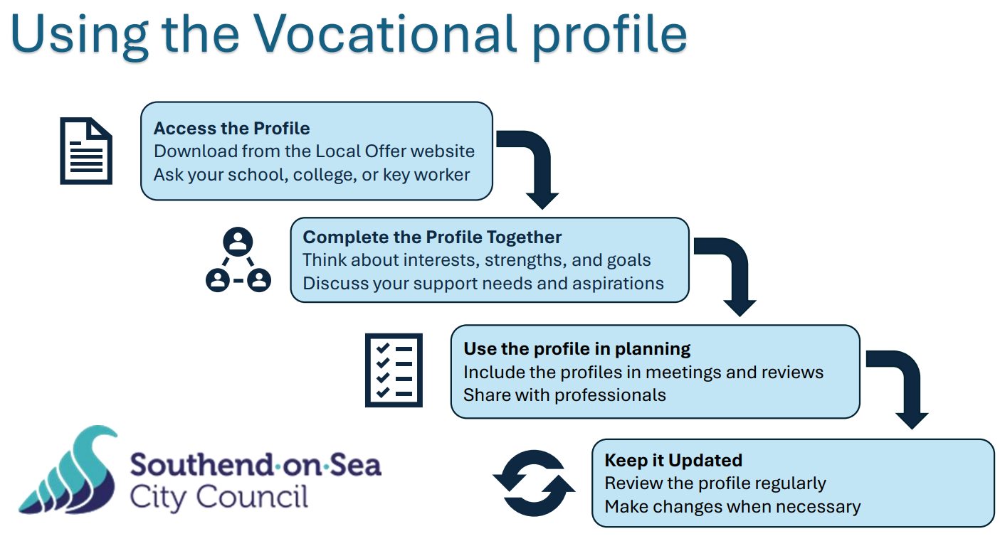 Using the Vocational profile
Access the Profile
Download from the Local Offer website
Ask your school, college, or key worker
Complete the Profile Together
Think about interests, strengths, and goals
Discuss your support needs and aspirations
Use the profile in planning
Include the profiles in meetings and reviews
Share with professionals
Keep it Updated
Review the profile regularly
Make changes when necessary
Southend·on·Sea
City Council